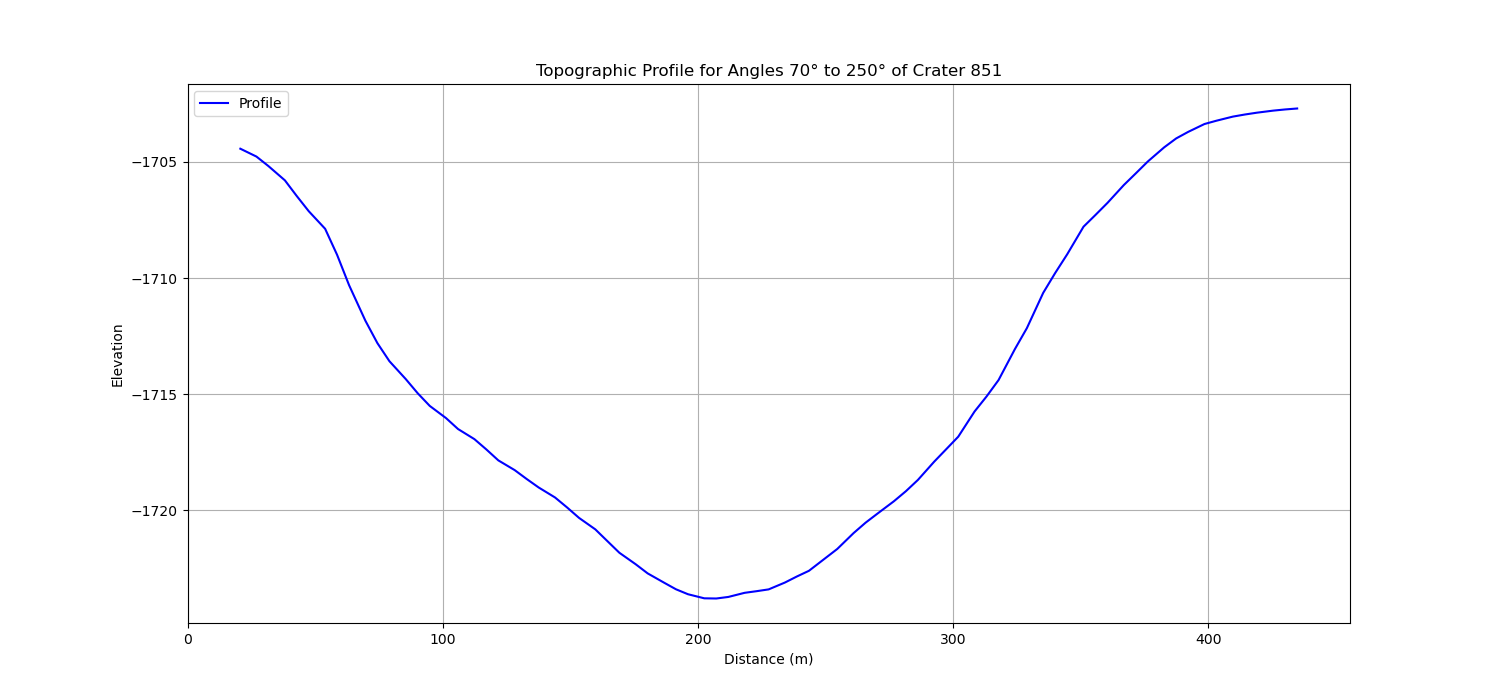 Topographic Profile for Angles 70° to 250° of Crater 851
Profile
−1705
−1710
−1715
−1720
Elevation
0 100 200 300 400
Distance (m)